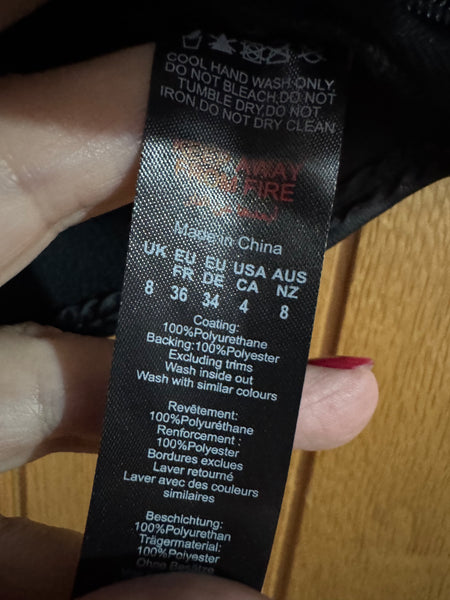 COOL HAND WASH ONLY,
DO NOT BLEACH,DO NOT
TUMBLE DRY,DO NOT
IRON,DO NOT DRY CLEAN
KEEP AWAY
FROM FIRE
Made in China
UK EU EU USA AUS
FR DE CA NZ
8 36 34 4 8
Coating:
100%Polyurethane
Backing:100%Polyester
Excluding trims
Wash inside out
Wash with similar colours
Revêtement:
100%Polyuréthane
Renforcement :
100%Polyester
Bordures exclues
Laver retourné
Laver avec des couleurs
similaires
Beschichtung:
100%Polyurethan
Trägermaterial:
100%Polyester
Ohne Besätze